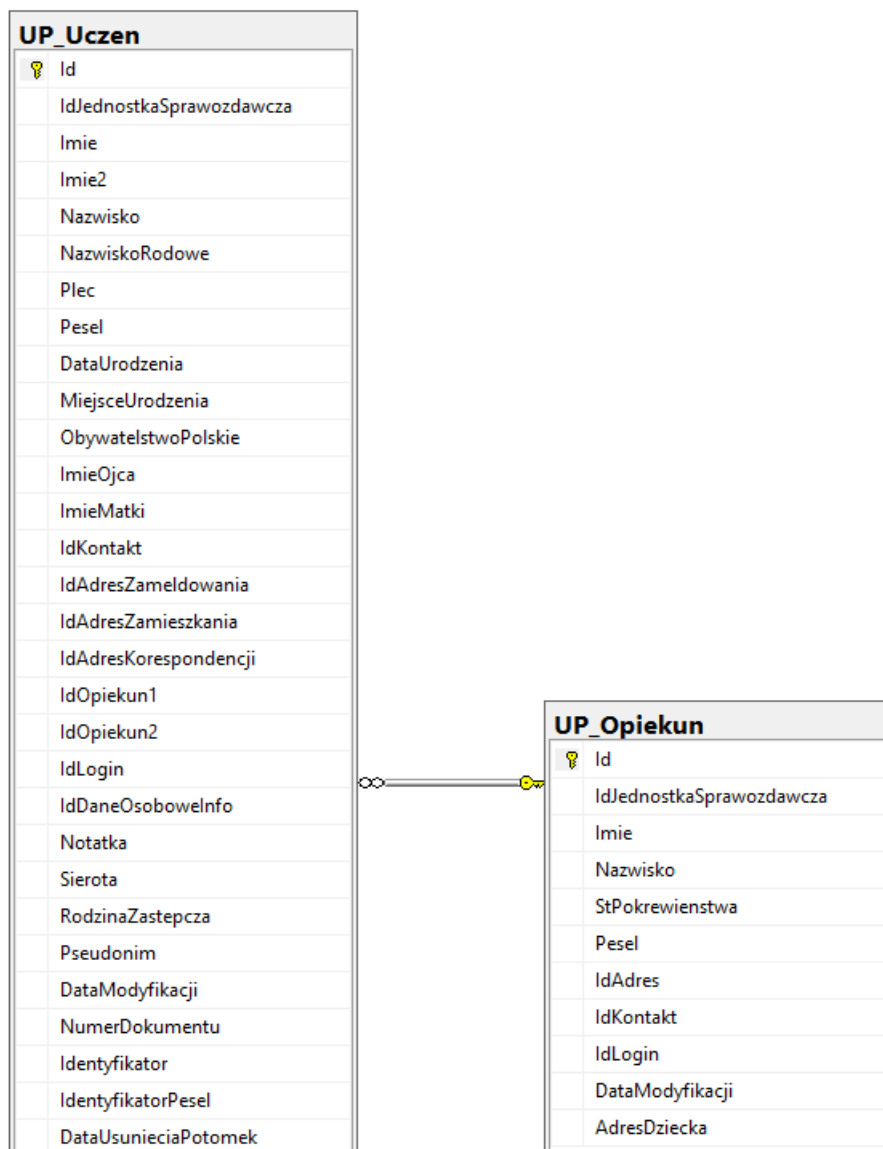 UP_Uczen
Id
IdJednostkaSprawozdawcza
Imie
Imie2
Nazwisko
NazwiskoRodowe
Plec
Pesel
DataUrodzenia
MiejsceUrodzenia
ObywatelstwoPolskie
ImieOjca
ImieMatki
IdKontakt
IdAdresZameldowania
IdAdresZamieszkania
IdAdresKorespondencji
IdOpiekun1
IdOpiekun2
IdLogin
IdDaneOsoboweInfo
Notatka
Sierota
RodzinaZastepcza
Pseudonim
DataModyfikacji
NumerDokumentu
Identyfikator
IdentyfikatorPesel
DataUsunieciaPotomek
UP_Opiekun
Id
IdJednostkaSprawozdawcza
Imie
Nazwisko
StPokrewienstwa
Pesel
IdAdres
IdKontakt
IdLogin
DataModyfikacji
AdresDziecka